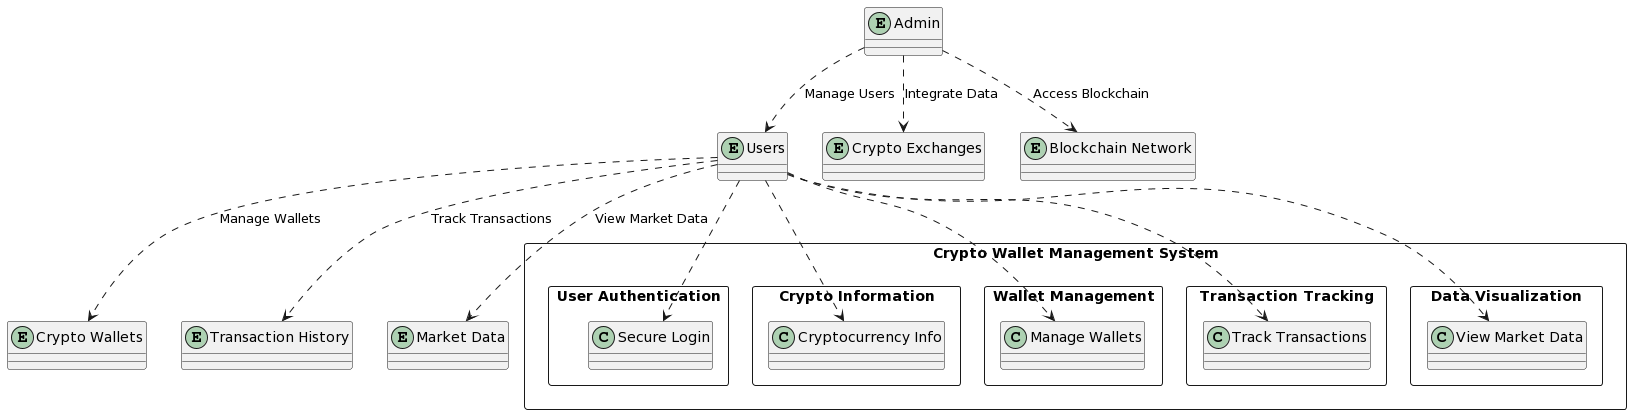 E Admin
Manage Users
Integrate Data
Access Blockchain
E Users
E Crypto Exchanges
E Blockchain Network
Manage Wallets
Track Transactions
View Market Data
Crypto Wallet Management System
User Authentication
Crypto Information
Wallet Management
Transaction Tracking
Data Visualization
E Crypto Wallets
E Transaction History
E Market Data
C Secure Login
C Cryptocurrency Info
C Manage Wallets
C Track Transactions
C View Market Data